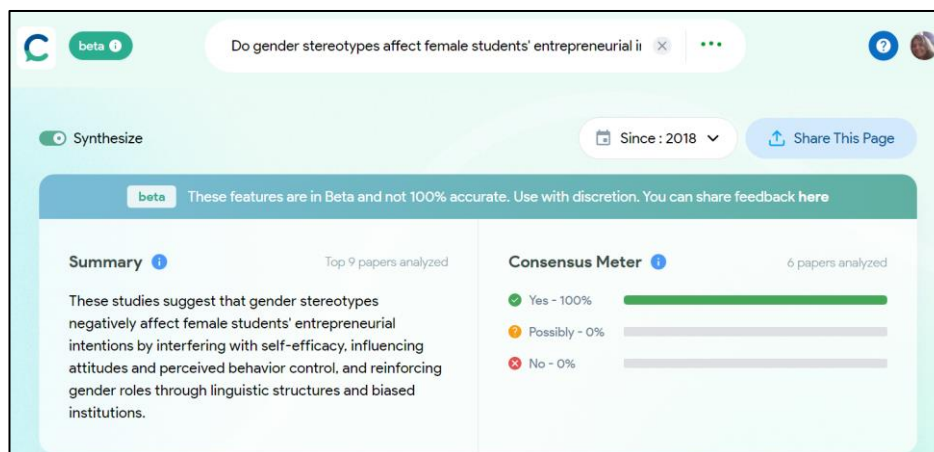 beta
Do gender stereotypes affect female students' entrepreneurial i
Synthesize
Since : 2018
Share This Page
beta These features are in Beta and not 100% accurate. Use with discretion. You can share feedback here
Summary
Top 9 papers analyzed
These studies suggest that gender stereotypes
negatively affect female students' entrepreneurial
intentions by interfering with self-efficacy, influencing
attitudes and perceived behavior control, and reinforcing
gender roles through linguistic structures and biased
institutions.
Consensus Meter
6 papers analyzed
Yes - 100%
Possibly - 0%
No - 0%